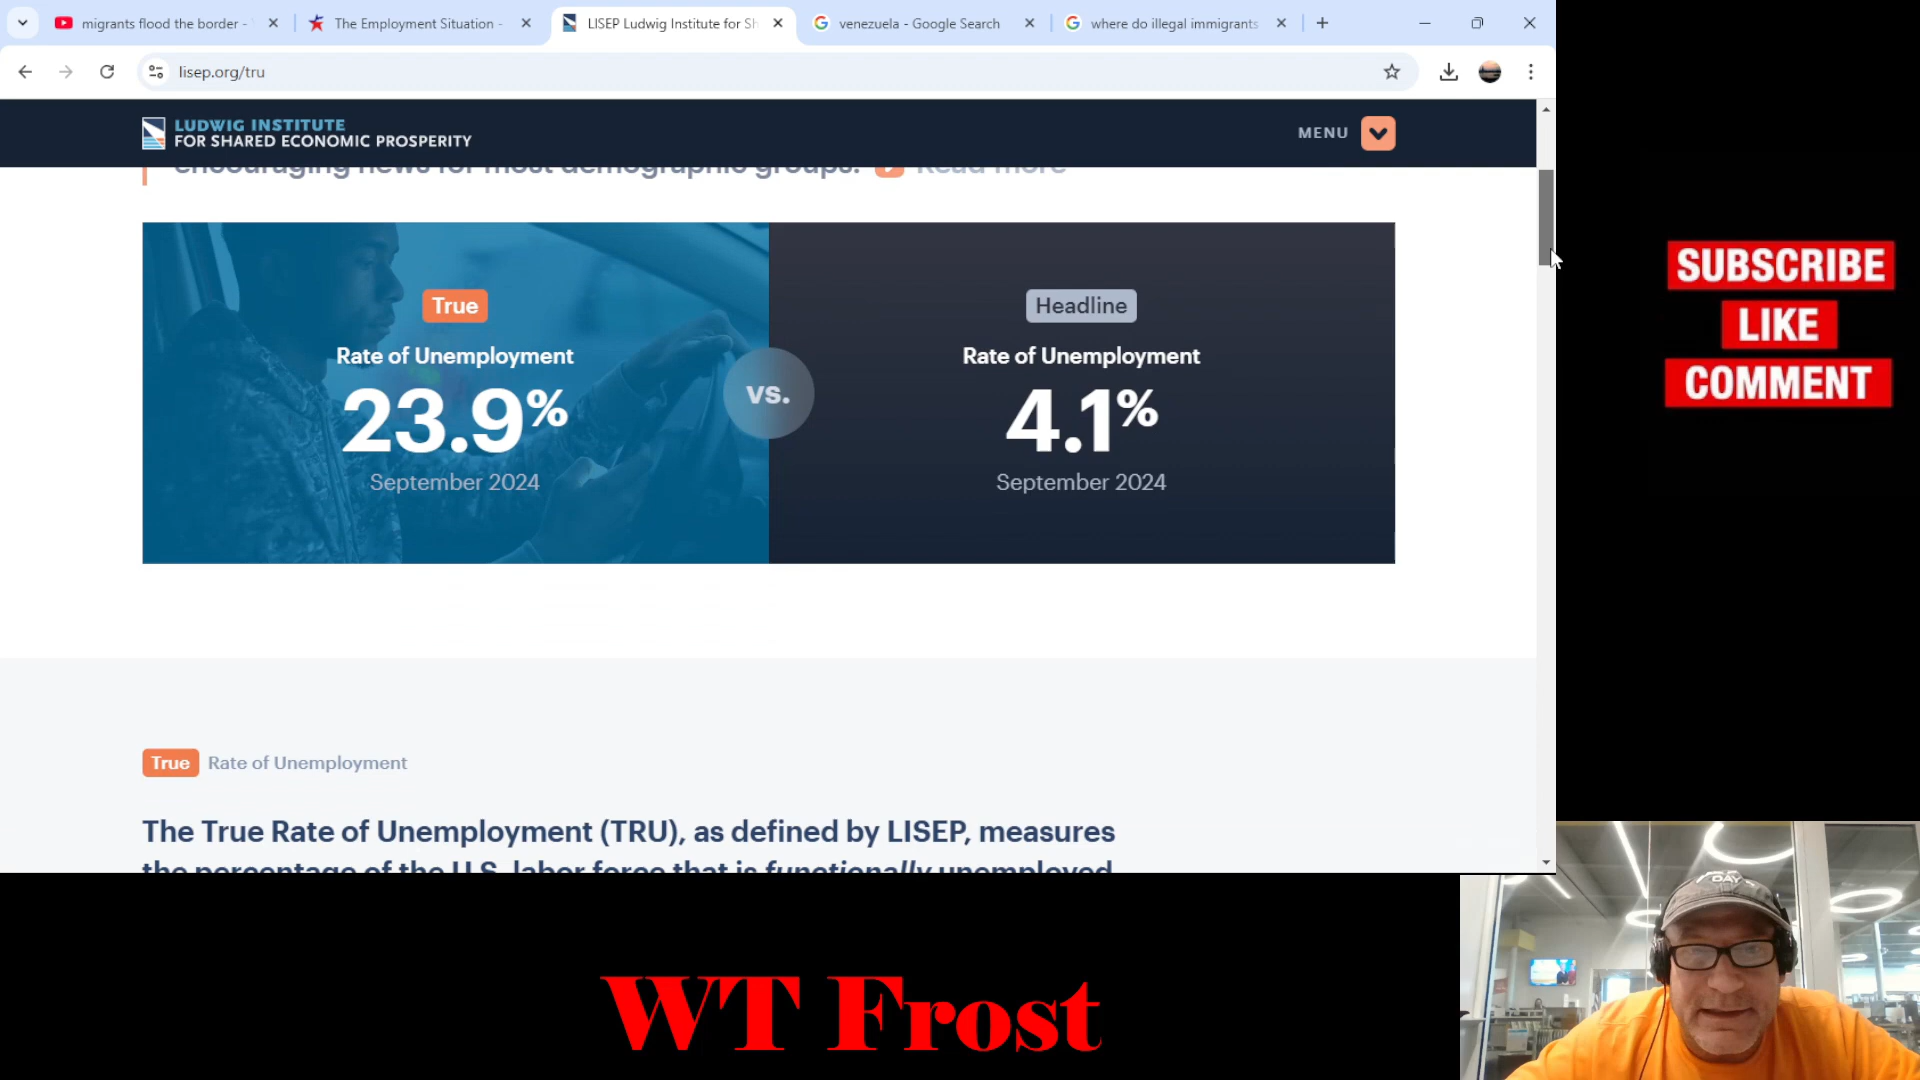 migrants flood the border -
The Employment Situation -
LISEP Ludwig Institute for Sh
venezuela - Google Search
where do illegal immigrants
lisep.org/tru
LUDWIG INSTITUTE
FOR SHARED ECONOMIC PROSPERITY
MENU
encouraging news for most demographic groups. Read more
True
Rate of Unemployment
23.9%
September 2024
vs.
Headline
Rate of Unemployment
4.1%
September 2024
True Rate of Unemployment
The True Rate of Unemployment (TRU), as defined by LISEP, measures
the percentage of the U.S. labor force that is functionally unemployed
SUBSCRIBE
LIKE
COMMENT
WT Frost
DAY